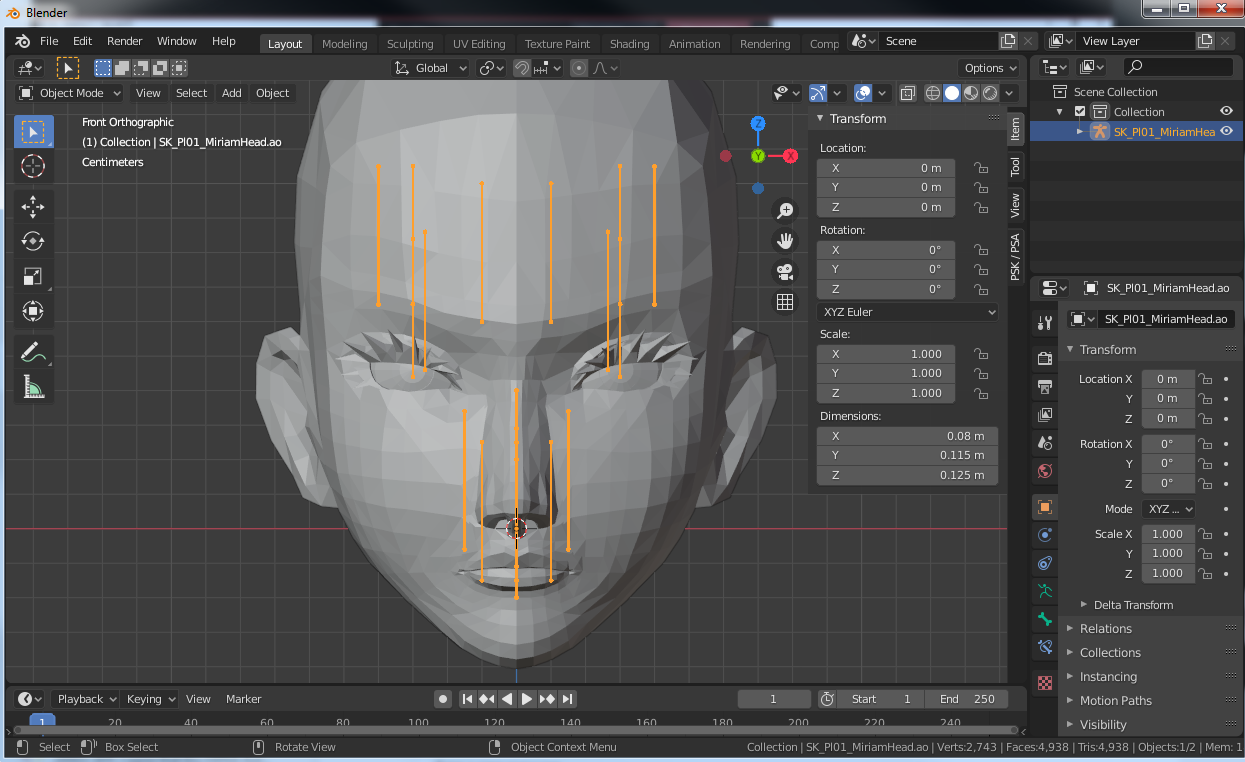 Blender
File Edit Render Window Help Layout Modeling Sculpting UV Editing Texture Paint Shading Animation Rendering Comp Scene View Layer
Global Options
Object Mode View Select Add Object
Front Orthographic
(1) Collection | SK_Pl01_MiriamHead.ao
Centimeters
Z
Y
X
Transform
Location:
X 0 m
Y 0 m
Z 0 m
Rotation:
X 0°
Y 0°
Z 0°
XYZ Euler
Scale:
X 1.000
Y 1.000
Z 1.000
Dimensions:
X 0.08 m
Y 0.115 m
Z 0.125 m
Item
Tool
View
PSK / PSA
Scene Collection
Collection
SK_Pl01_MiriamHea
SK_Pl01_MiriamHead.ao
SK_Pl01_MiriamHead.ao
Transform
Location X 0 m
Y 0 m
Z 0 m
Rotation X 0°
Y 0°
Z 0°
Mode XYZ ...
Scale X 1.000
Y 1.000
Z 1.000
Delta Transform
Relations
Collections
Instancing
Motion Paths
Visibility
Playback Keying View Marker 1 Start 1 End 250
1 20 40 60 80 100 120 140 160 180 200 220 240
Select Box Select Rotate View Object Context Menu Collection | SK_Pl01_MiriamHead.ao | Verts:2,743 | Faces:4,938 | Tris:4,938 | Objects:1/2 | Mem: 1